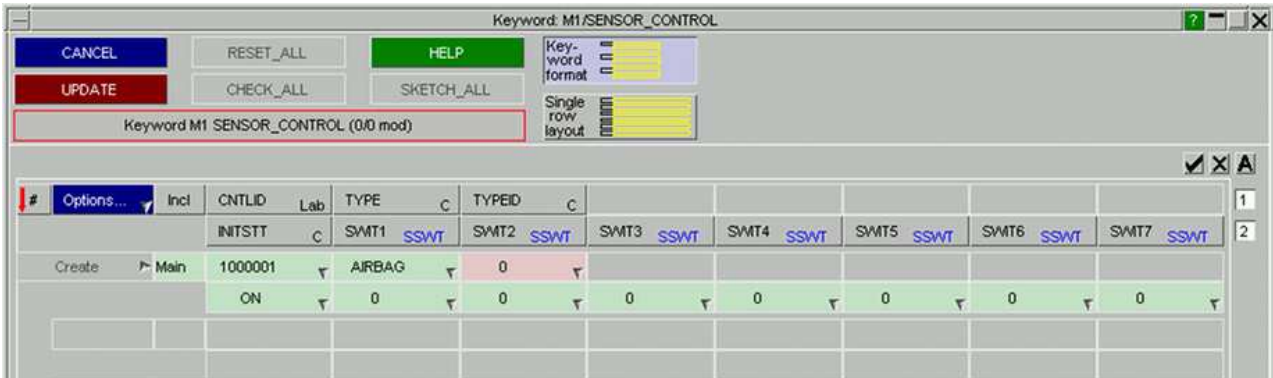 Keyword: M1/SENSOR_CONTROL ?
CANCEL RESET_ALL HELP
Key-
word
format
UPDATE CHECK_ALL SKETCH_ALL
Single
row
layout
Keyword M1 SENSOR_CONTROL (0/0 mod)
A
# Options... Incl CNTLID Lab TYPE C TYPEID C 1
INITSTT C SWIT1 SSWT SWIT2 SSWT SWIT3 SSWT SWIT4 SSWT SWIT5 SSWT SWIT6 SSWT SWIT7 SSWT 2
Create Main 1000001 AIRBAG 0
ON 0 0 0 0 0 0 0